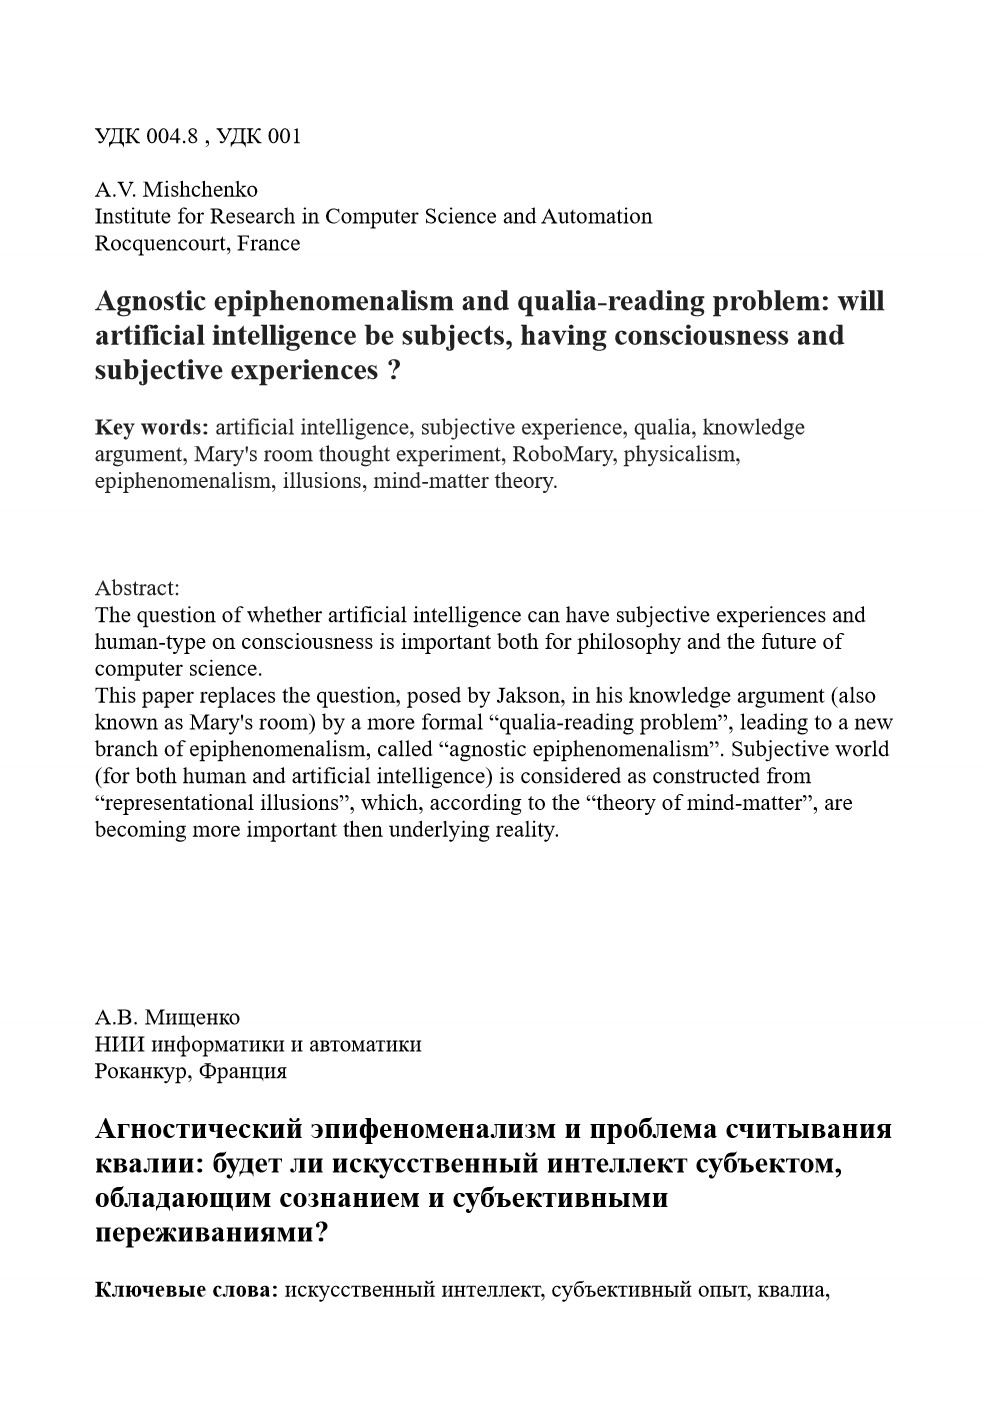 УДК 004.8 , УДК 001
A.V. Mishchenko
Institute for Research in Computer Science and Automation
Rocquencourt, France
Agnostic epiphenomenalism and qualia-reading problem: will
artificial intelligence be subjects, having consciousness and
subjective experiences ?
Key words: artificial intelligence, subjective experience, qualia, knowledge
argument, Mary's room thought experiment, RoboMary, physicalism,
epiphenomenalism, illusions, mind-matter theory.
Abstract:
The question of whether artificial intelligence can have subjective experiences and
human-type on consciousness is important both for philosophy and the future of
computer science.
This paper replaces the question, posed by Jakson, in his knowledge argument (also
known as Mary's room) by a more formal “qualia-reading problem”, leading to a new
branch of epiphenomenalism, called “agnostic epiphenomenalism”. Subjective world
(for both human and artificial intelligence) is considered as constructed from
“representational illusions”, which, according to the “theory of mind-matter”, are
becoming more important then underlying reality.
А.В. Мищенко
НИИ информатики и автоматики
Роканкур, Франция
Агностический эпифеноменализм и проблема считывания
квалии: будет ли искусственный интеллект субъектом,
обладающим сознанием и субъективными
переживаниями?
Ключевые слова: искусственный интеллект, субъективный опыт, квалиа,